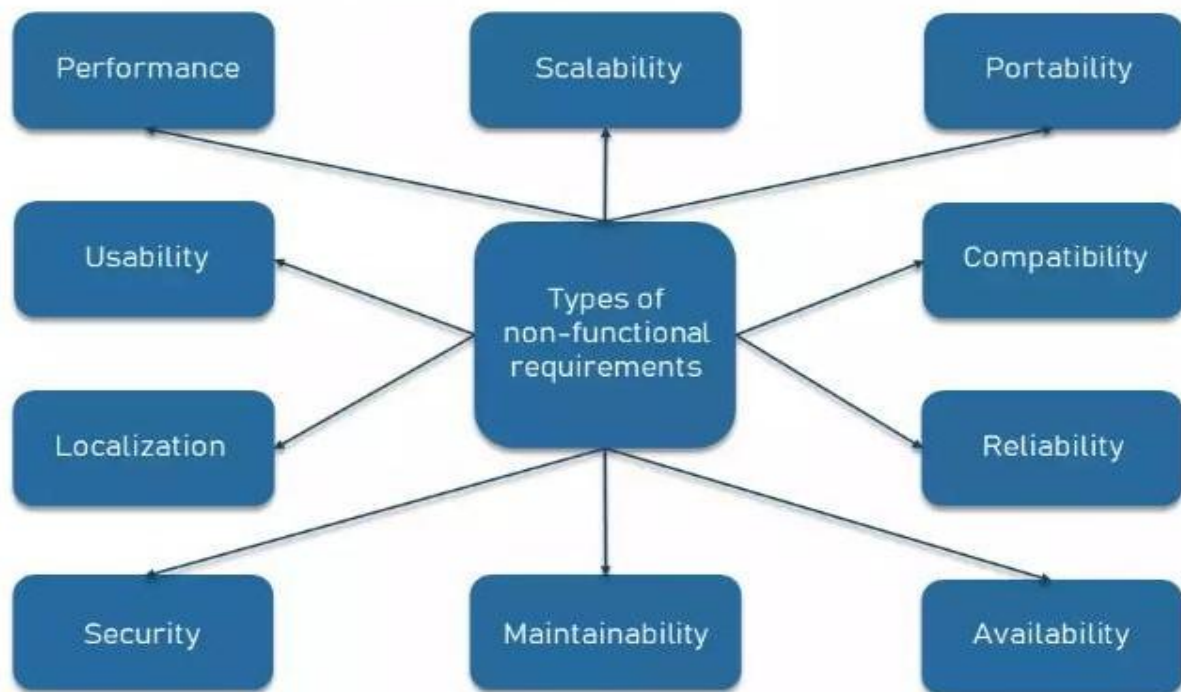 Performance
Scalability
Portability
Usability
Types of
non-functional
requirements
Compatibility
Localization
Reliability
Security
Maintainability
Availability